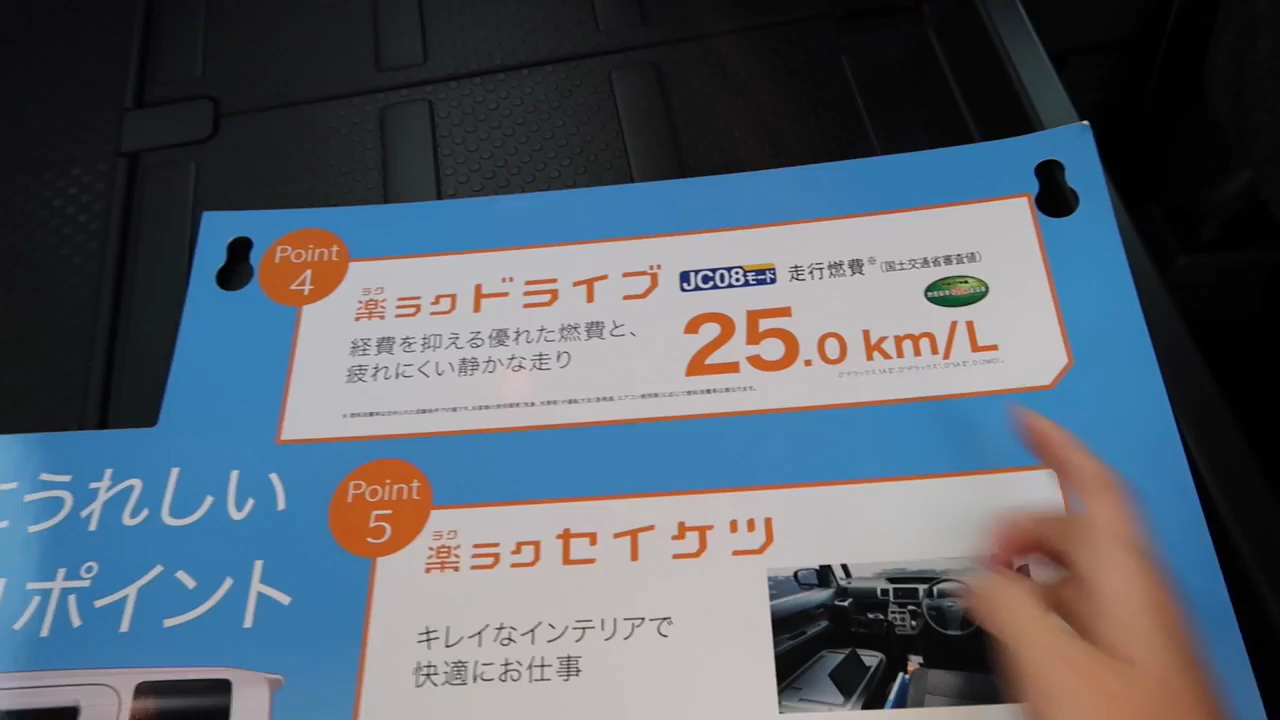 Point
4
ラク
楽ラクドライブ
経費を抑える優れた燃費と、
疲れにくい静かな走り
JC08モード 走行燃費※(国土交通省審査値)
25.0 km/L
Point
5
ラク
楽ラクセイケツ
キレイなインテリアで
快適にお仕事
うれしい
ポイント